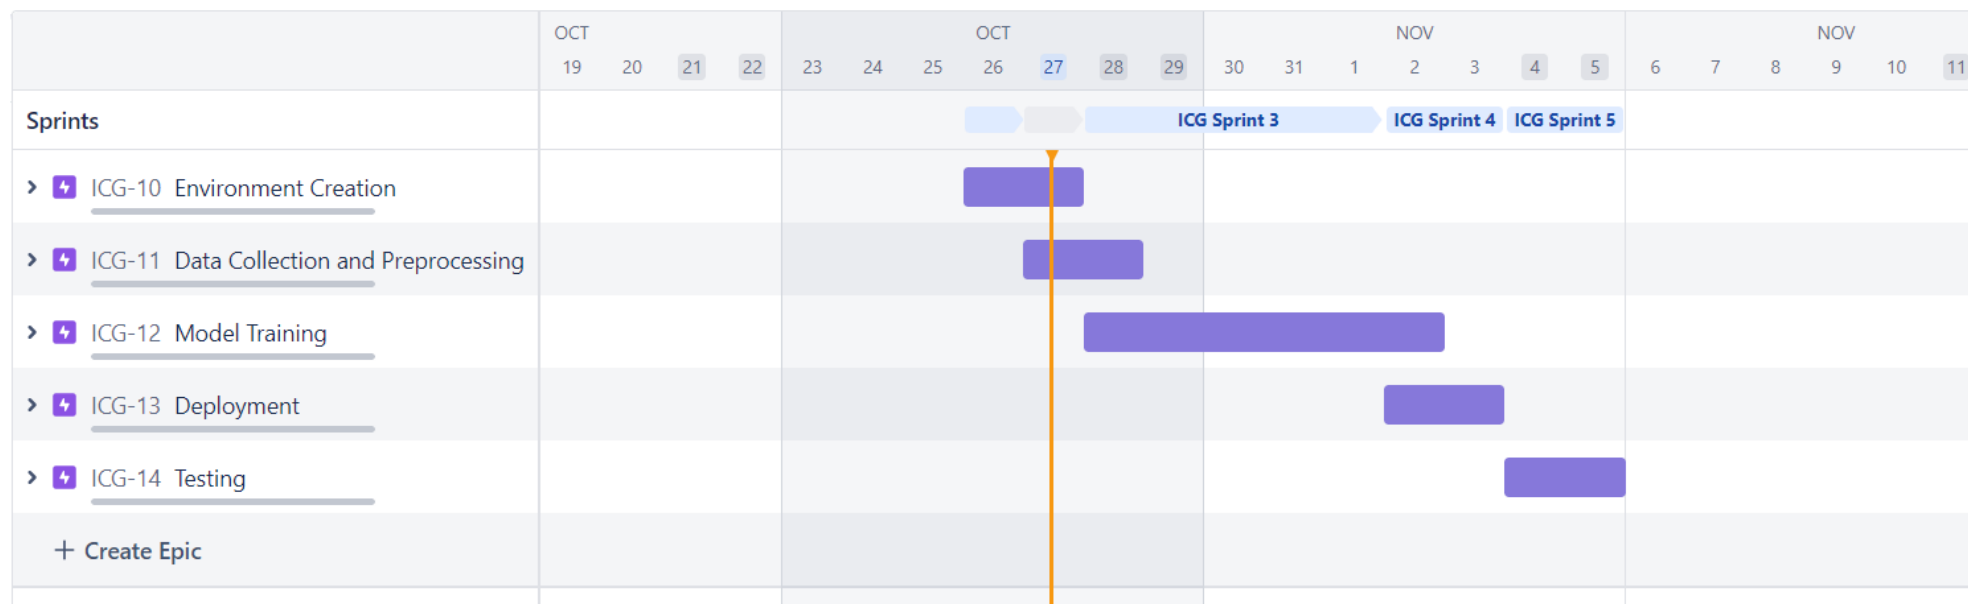 OCT OCT NOV NOV
19 20 21 22 23 24 25 26 27 28 29 30 31 1 2 3 4 5 6 7 8 9 10 11
Sprints ICG Sprint 3 ICG Sprint 4 ICG Sprint 5
ICG-10 Environment Creation
ICG-11 Data Collection and Preprocessing
ICG-12 Model Training
ICG-13 Deployment
ICG-14 Testing
+ Create Epic